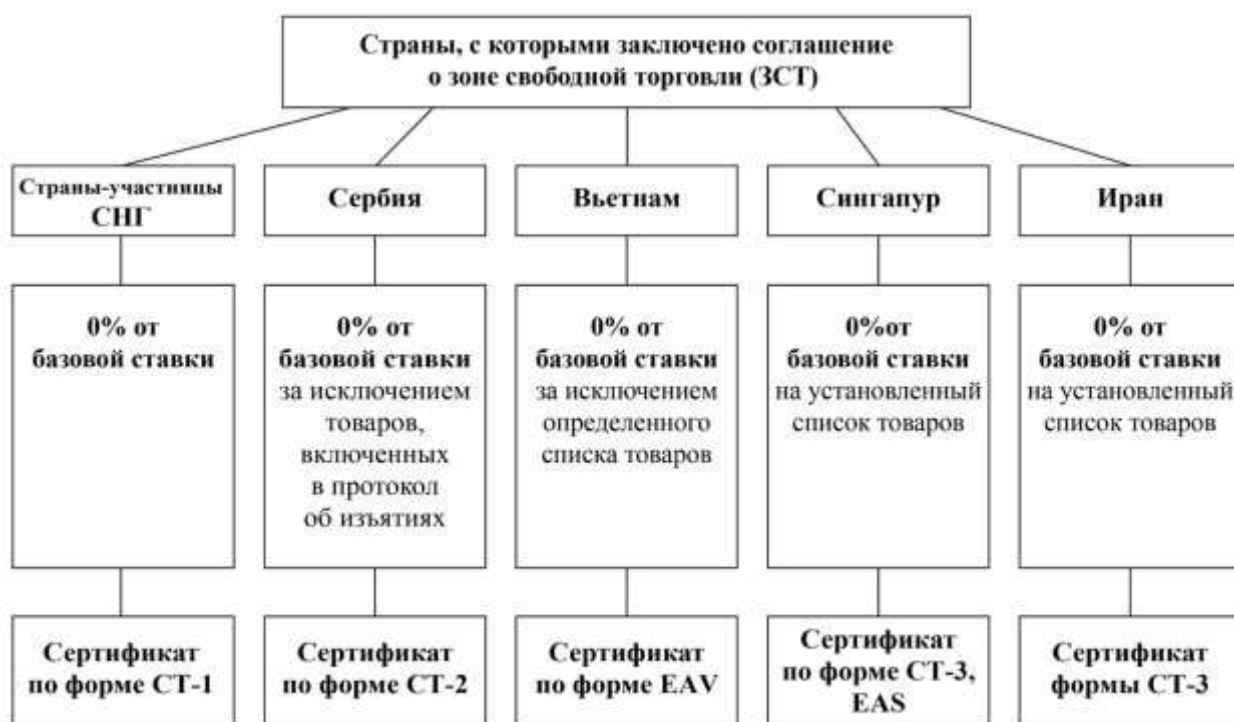 Страны, с которыми заключено соглашение
о зоне свободной торговли (ЗСТ)
Страны-участницы
СНГ
Сербия
Вьетнам
Сингапур
Иран
0% от
базовой ставки
0% от
базовой ставки
за исключением
товаров,
включенных
в протокол
об изъятиях
0% от
базовой ставки
за исключением
определенного
списка товаров
0%от
базовой ставки
на установленный
список товаров
0% от
базовой ставки
на установленный
список товаров
Сертификат
по форме СТ-1
Сертификат
по форме СТ-2
Сертификат
по форме EAV
Сертификат
по форме СТ-3,
EAS
Сертификат
формы СТ-3